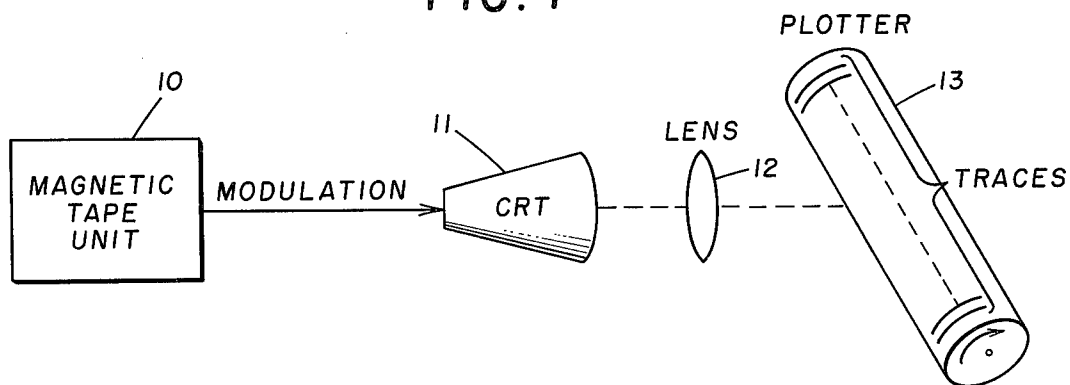 PLOTTER
10
13
11
LENS
12
MAGNETIC
TAPE
UNIT
MODULATION
CRT
TRACES